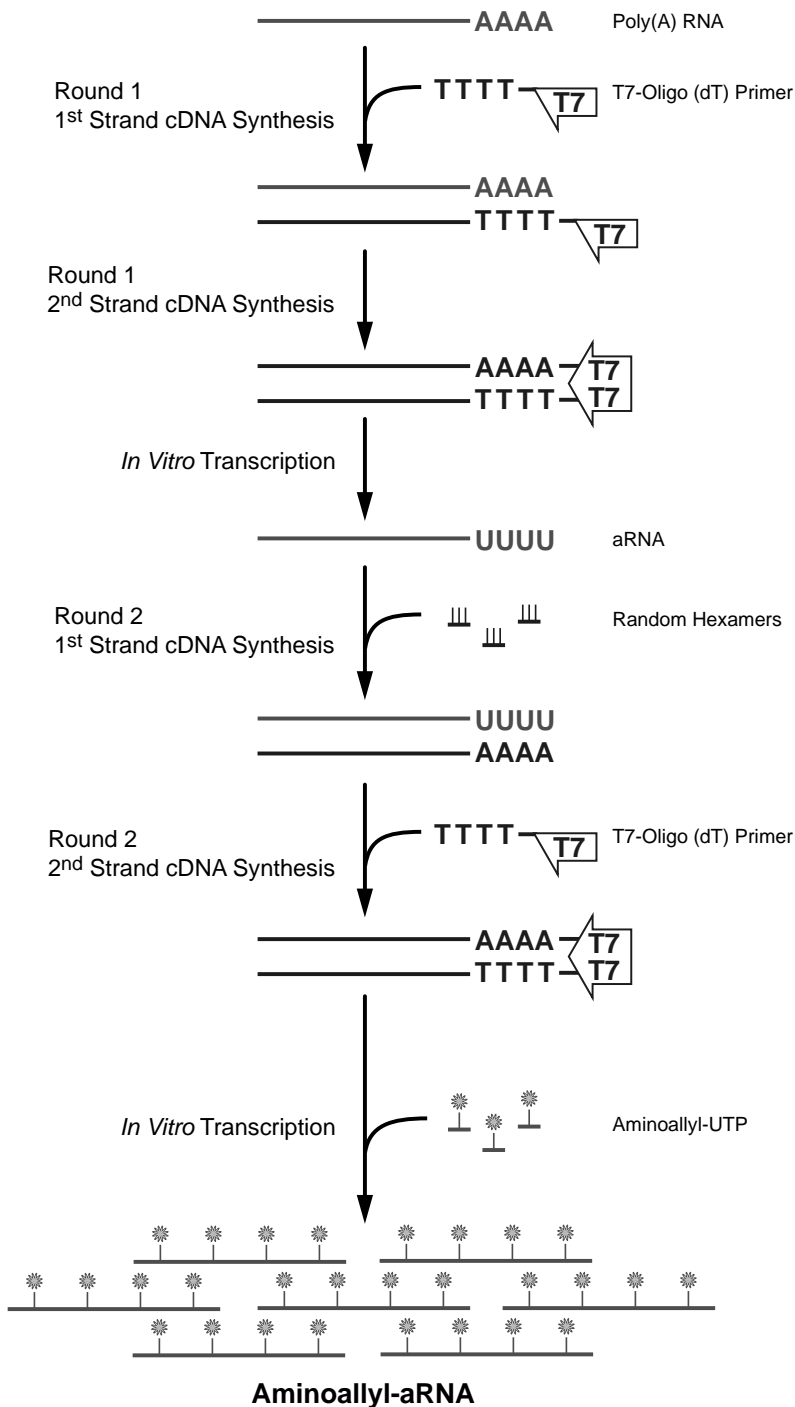 AAAA Poly(A) RNA
Round 1
1st Strand cDNA Synthesis
TTTT T7 T7-Oligo (dT) Primer
AAAA
TTTT T7
Round 1
2nd Strand cDNA Synthesis
AAAA T7
TTTT T7
In Vitro Transcription
UUUU aRNA
Round 2
1st Strand cDNA Synthesis
Random Hexamers
UUUU
AAAA
Round 2
2nd Strand cDNA Synthesis
TTTT T7 T7-Oligo (dT) Primer
AAAA T7
TTTT T7
In Vitro Transcription
Aminoallyl-UTP
Aminoallyl-aRNA